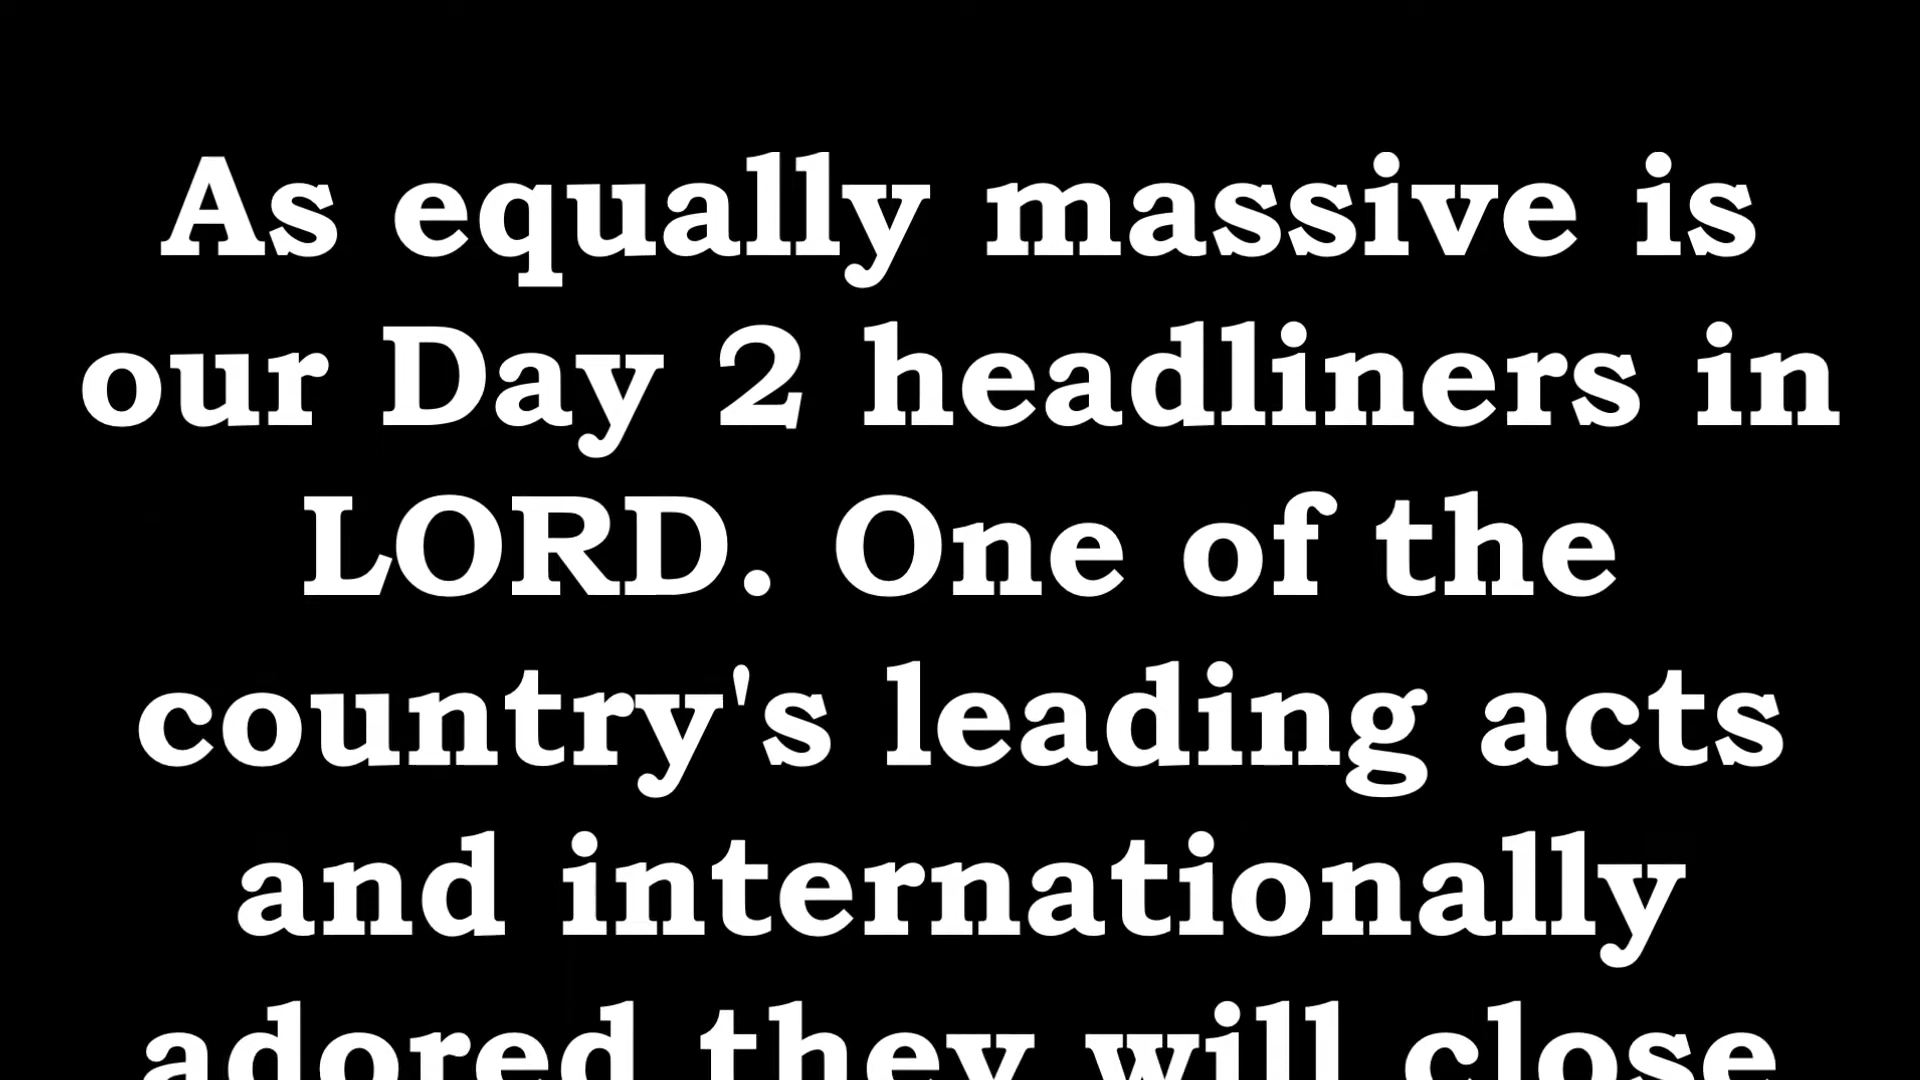 As equally massive is
our Day 2 headliners in
LORD. One of the
country's leading acts
and internationally
adored they will close